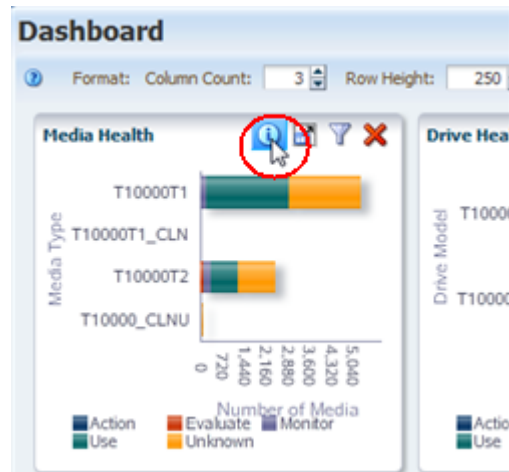 Dashboard
Format: Column Count: 3 Row Height: 250
Media Health
Drive Hea
Media Type
T10000T1
T10000T1_CLN
T10000T2
T10000_CLNU
0 720 1,440 2,160 2,880 3,600 4,320 5,040
Number of Media
Action Evaluate Monitor
Use Unknown
Drive Model
T1000
T1000
Actio
Use